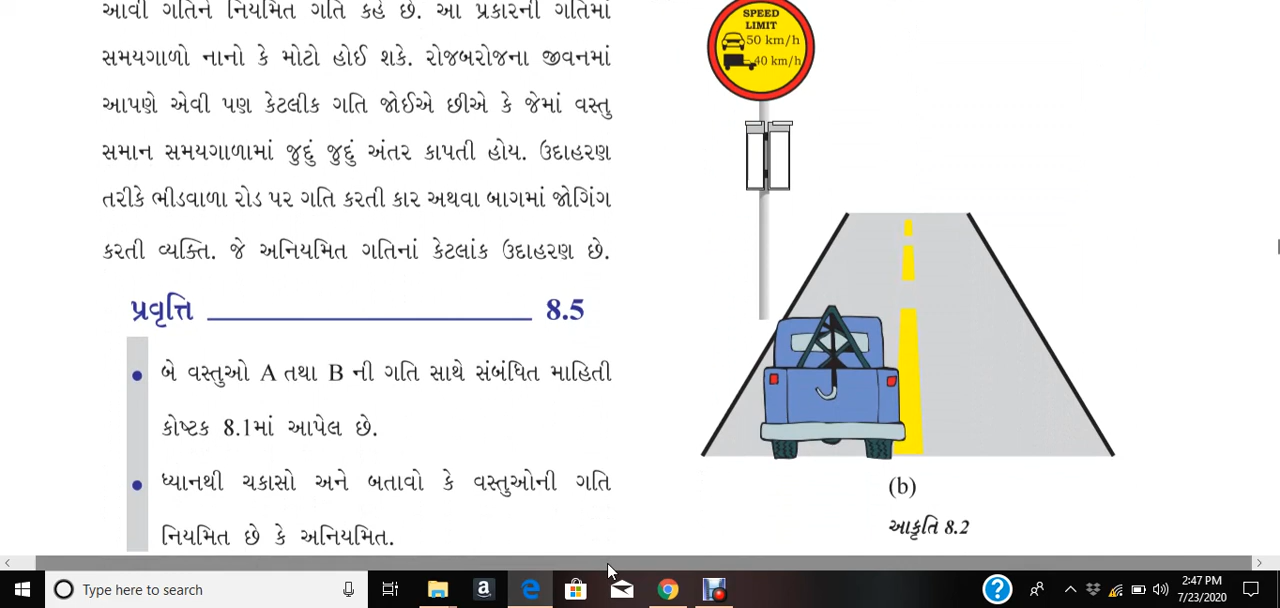 આવી ગતિને નિયમિત ગતિ કહે છે. આ પ્રકારની ગતિમાં
સમયગાળો નાનો કે મોટો હોઈ શકે. રોજબરોજના જીવનમાં
આપણે એવી પણ કેટલીક ગતિ જોઈએ છીએ કે જેમાં વસ્તુ
સમાન સમયગાળામાં જુદું જુદું અંતર કાપતી હોય. ઉદાહરણ
તરીકે ભીડવાળા રોડ પર ગતિ કરતી કાર અથવા બાગમાં જોગિંગ
કરતી વ્યક્તિ. જે અનિયમિત ગતિનાં કેટલાંક ઉદાહરણ છે.
પ્રવૃત્તિ 8.5
• બે વસ્તુઓ A તથા B ની ગતિ સાથે સંબંધિત માહિતી
કોષ્ટક 8.1માં આપેલ છે.
• ધ્યાનથી ચકાસો અને બતાવો કે વસ્તુઓની ગતિ
નિયમિત છે કે અનિયમિત.
SPEED
LIMIT
50 km/h
40 km/h
(b)
આકૃતિ 8.2
Type here to search
2:47 PM
7/23/2020